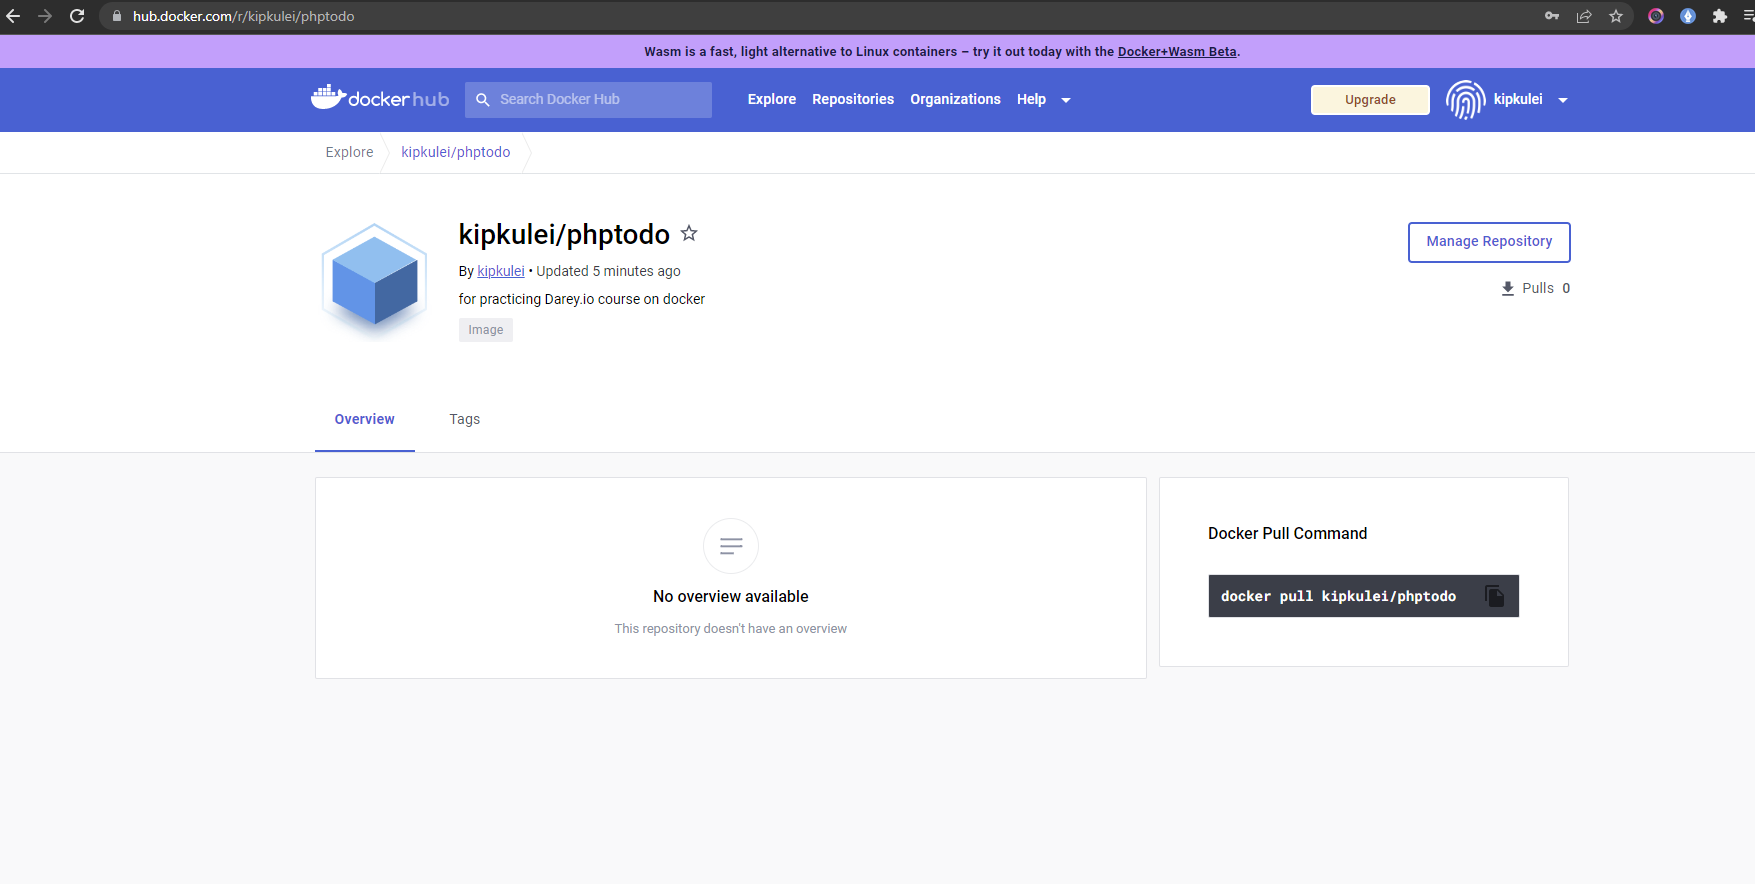 hub.docker.com/r/kipkulei/phptodo
Wasm is a fast, light alternative to Linux containers – try it out today with the Docker+Wasm Beta.
docker hub
Search Docker Hub
Explore
Repositories
Organizations
Help
Upgrade
kipkulei
Explore
kipkulei/phptodo
kipkulei/phptodo
Manage Repository
By kipkulei • Updated 5 minutes ago
Pulls 0
for practicing Darey.io course on docker
Image
Overview
Tags
No overview available
This repository doesn't have an overview
Docker Pull Command
docker pull kipkulei/phptodo